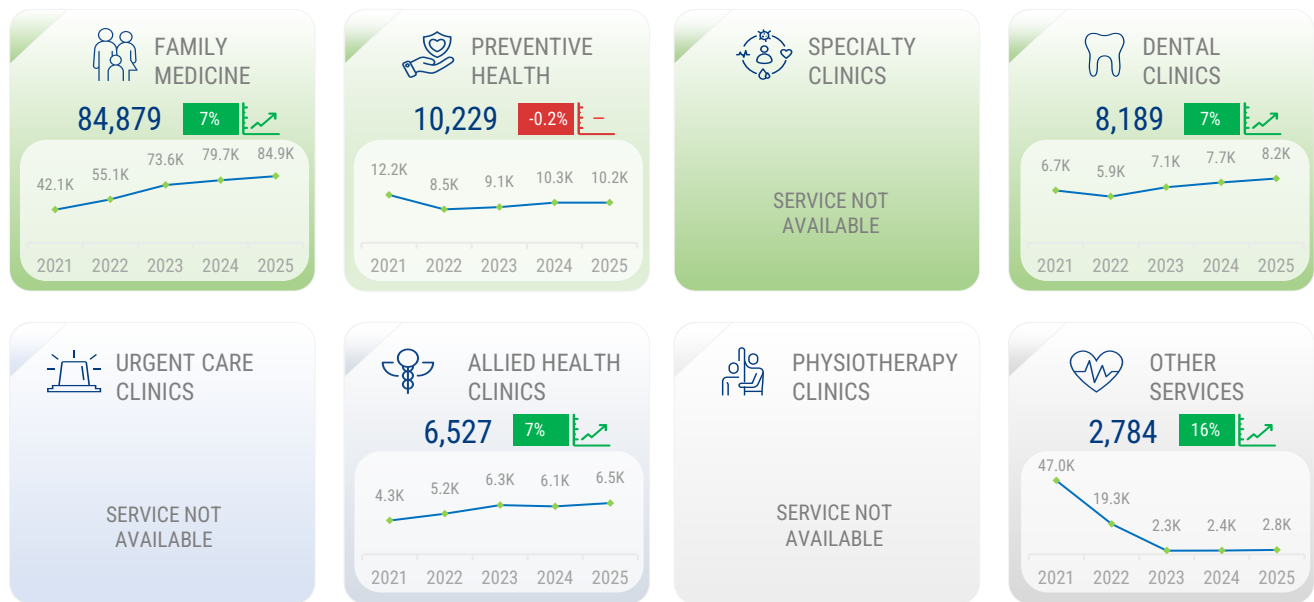 FAMILY
MEDICINE
84,879
7%
42.1K
55.1K
73.6K
79.7K
84.9K
2021
2022
2023
2024
2025
PREVENTIVE
HEALTH
10,229
-0.2%
12.2K
8.5K
9.1K
10.3K
10.2K
2021
2022
2023
2024
2025
SPECIALTY
CLINICS
SERVICE NOT
AVAILABLE
DENTAL
CLINICS
8,189
7%
6.7K
5.9K
7.1K
7.7K
8.2K
2021
2022
2023
2024
2025
URGENT CARE
CLINICS
SERVICE NOT
AVAILABLE
ALLIED HEALTH
CLINICS
6,527
7%
4.3K
5.2K
6.3K
6.1K
6.5K
2021
2022
2023
2024
2025
PHYSIOTHERAPY
CLINICS
SERVICE NOT
AVAILABLE
OTHER
SERVICES
2,784
16%
47.0K
19.3K
2.3K
2.4K
2.8K
2021
2022
2023
2024
2025